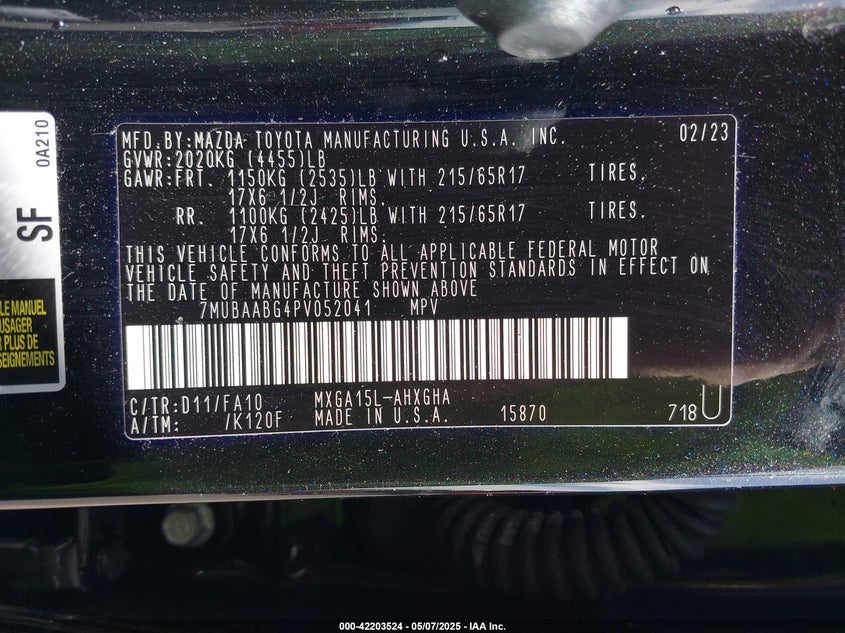 MFD.BY:MAZDA TOYOTA MANUFACTURING U.S.A. INC. 02/23
GVWR:2020KG (4455)LB
GAWR:FRT. 1150KG (2535)LB WITH 215/65R17 TIRES.
17X6 1/2J RIMS.
RR. 1100KG (2425)LB WITH 215/65R17 TIRES.
17X6 1/2J RIMS.
THIS VEHICLE CONFORMS TO ALL APPLICABLE FEDERAL MOTOR
VEHICLE SAFETY AND THEFT PREVENTION STANDARDS IN EFFECT ON
THE DATE OF MANUFACTURE SHOWN ABOVE
7MUBAABG4PV052041 MPV
C/TR:D11/FA10 MXGA15L-AHXGHA
A/TM: /K120F MADE IN U.S.A. 15870 718 U
0A210
SF
LE MANUEL
USAGER
R PLUS DE
SEIGNEMENTS
000-42203524 - 05/07/2025 - IAA Inc.